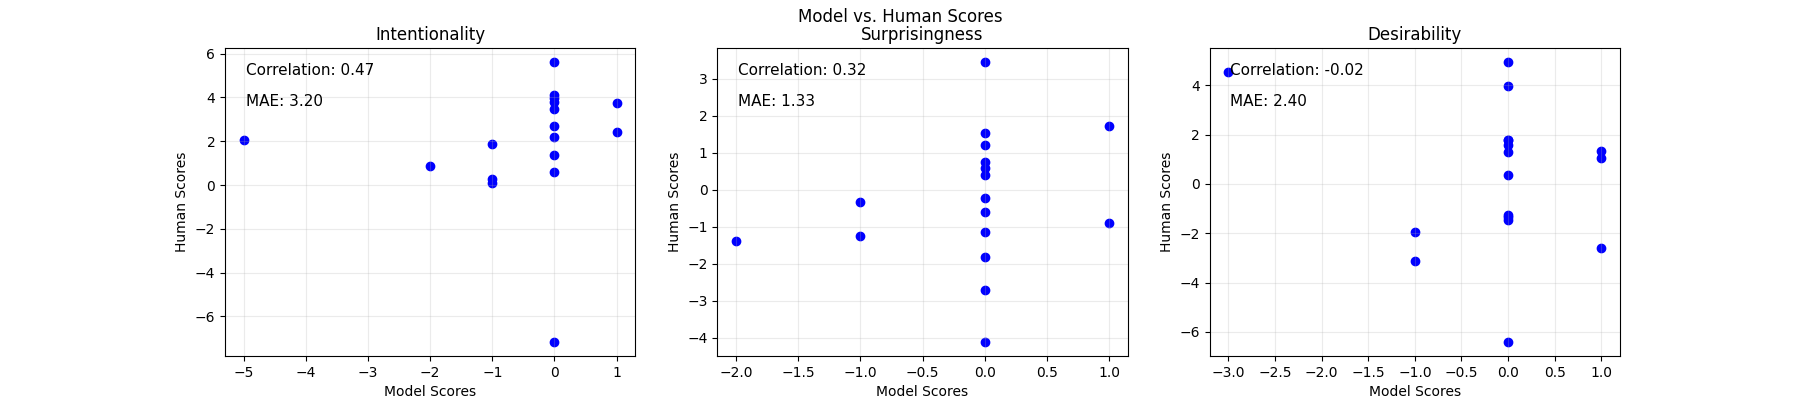 Model vs. Human Scores
Intentionality
Correlation: 0.47
MAE: 3.20
6
4
2
0
−2
−4
−6
Human Scores
−5 −4 −3 −2 −1 0 1
Model Scores
Surprisingness
Correlation: 0.32
MAE: 1.33
3
2
1
0
−1
−2
−3
−4
Human Scores
−2.0 −1.5 −1.0 −0.5 0.0 0.5 1.0
Model Scores
Desirability
Correlation: -0.02
MAE: 2.40
4
2
0
−2
−4
−6
Human Scores
−3.0 −2.5 −2.0 −1.5 −1.0 −0.5 0.0 0.5 1.0
Model Scores